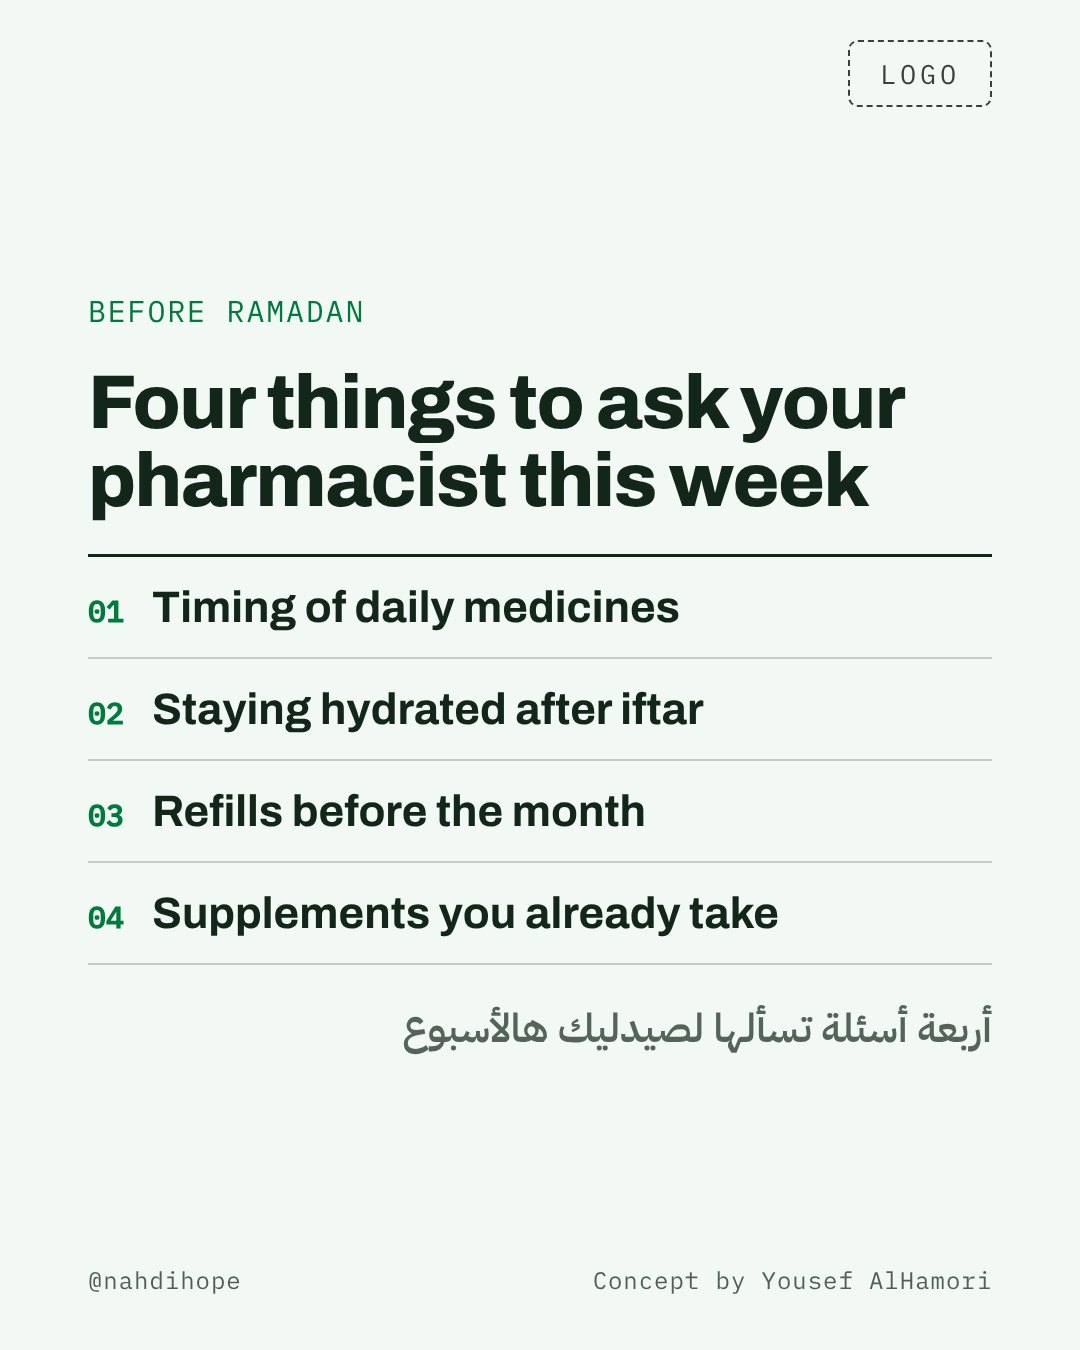 LOGO
BEFORE RAMADAN
Four things to ask your
pharmacist this week
01 Timing of daily medicines
02 Staying hydrated after iftar
03 Refills before the month
04 Supplements you already take
أربعة أسئلة تسألها لصيدليك هالأسبوع
@nahdihope
Concept by Yousef AlHamori